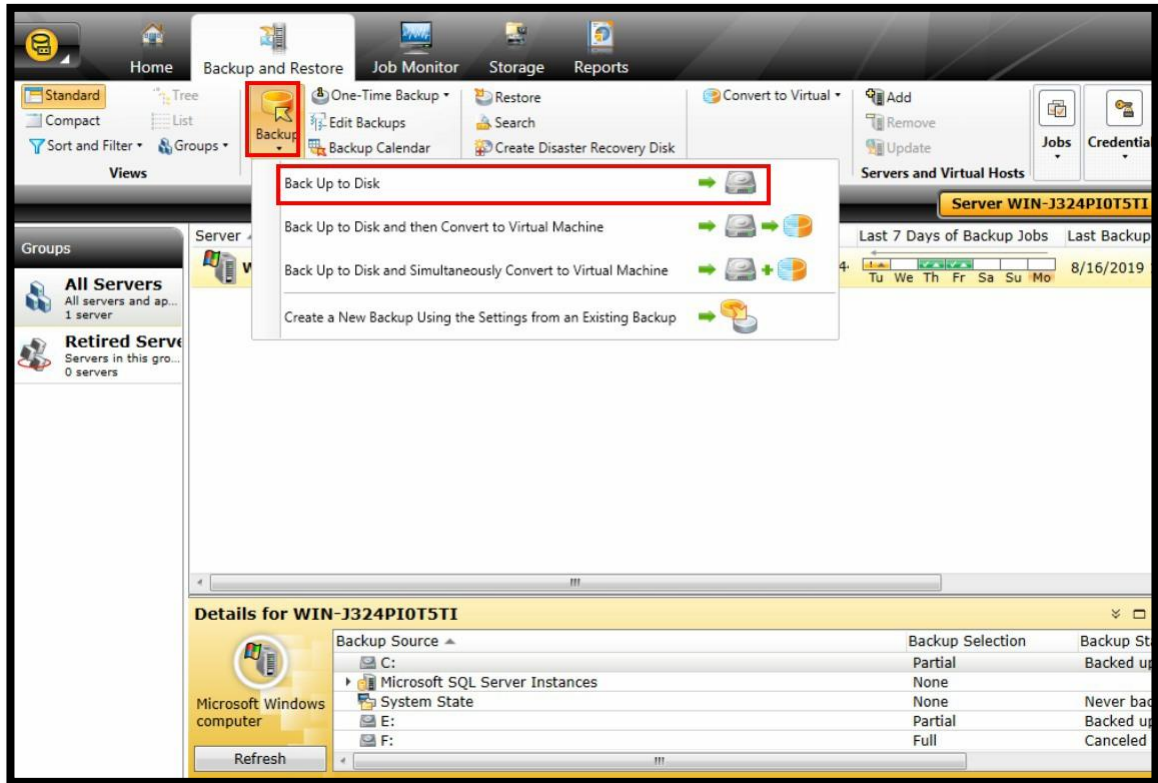 Home Backup and Restore Job Monitor Storage Reports
Standard Tree
Compact List
Sort and Filter Groups
Views
Backup
One-Time Backup
Edit Backups
Backup Calendar
Restore
Search
Create Disaster Recovery Disk
Convert to Virtual
Add
Remove
Update
Servers and Virtual Hosts
Jobs
Credential
Back Up to Disk
Back Up to Disk and then Convert to Virtual Machine
Back Up to Disk and Simultaneously Convert to Virtual Machine
Create a New Backup Using the Settings from an Existing Backup
Server WIN-J324PI0T5TI
Groups
All Servers
All servers and ap...
1 server
Retired Serve
Servers in this gro...
0 servers
Server
Last 7 Days of Backup Jobs Last Backup
Tu We Th Fr Sa Su Mo
8/16/2019
Details for WIN-J324PI0T5TI
Microsoft Windows
computer
Refresh
Backup Source Backup Selection Backup Sta
C: Partial Backed up
Microsoft SQL Server Instances None
System State None Never bac
E: Partial Backed up
F: Full Canceled